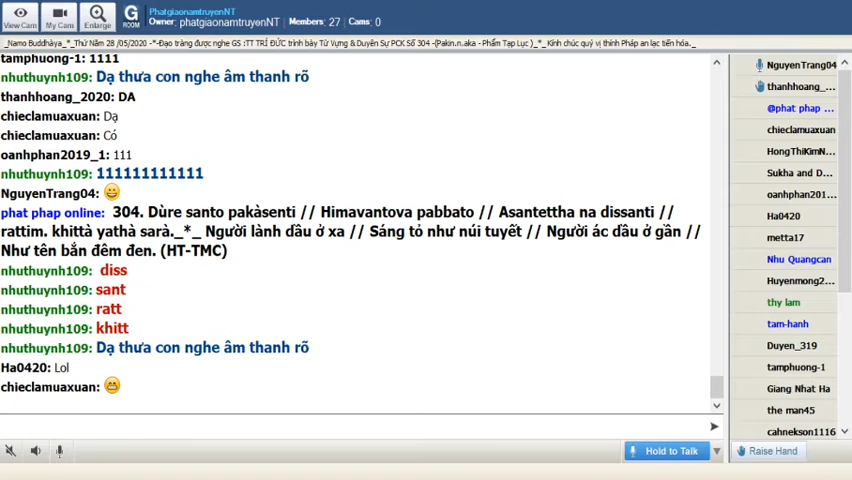 View Cam
My Cam
Enlarge
G
ROOM
PhatgiaonamtruyenNT
Owner: phatgiaonamtruyenNT Members: 27 Cams: 0
_Namo Buddhàya_*_Thứ Năm 28 /05/2020 -*-Đạo tràng được nghe GS :TT TRÍ ĐỨC trình bày Từ Vựng & Duyên Sự PCK Số 304 -(Pakin.n.aka - Phẩm Tạp Lục )_*_ Kính chúc quý vị thính Pháp an lạc tiến hóa._
tamphuong-1: 1111
nhuthuynh109: Dạ thưa con nghe âm thanh rõ
thanhhoang_2020: DA
chieclamuaxuan: Dạ
chieclamuaxuan: Có
oanhphan2019_1: 111
nhuthuynh109: 111111111111
NguyenTrang04:
phat phap online: 304. Dùre santo pakàsenti // Himavantova pabbato // Asantettha na dissanti //
rattim. khittà yathà sarà._*_ Người lành dầu ở xa // Sáng tỏ như núi tuyết // Người ác dầu ở gần //
Như tên bắn đêm đen. (HT-TMC)
nhuthuynh109: diss
nhuthuynh109: sant
nhuthuynh109: ratt
nhuthuynh109: khitt
nhuthuynh109: Dạ thưa con nghe âm thanh rõ
Ha0420: Lol
chieclamuaxuan:
NguyenTrang04
thanhhoang_...
@phat phap ...
chieclamuaxuan
HongThiKimN...
Sukha and D...
oanhphan201...
Ha0420
metta17
Nhu Quangcan
Huyenmong2...
thy lam
tam-hanh
Duyen_319
tamphuong-1
Giang Nhat Ha
the man45
cahnekson1116
Hold to Talk
Raise Hand